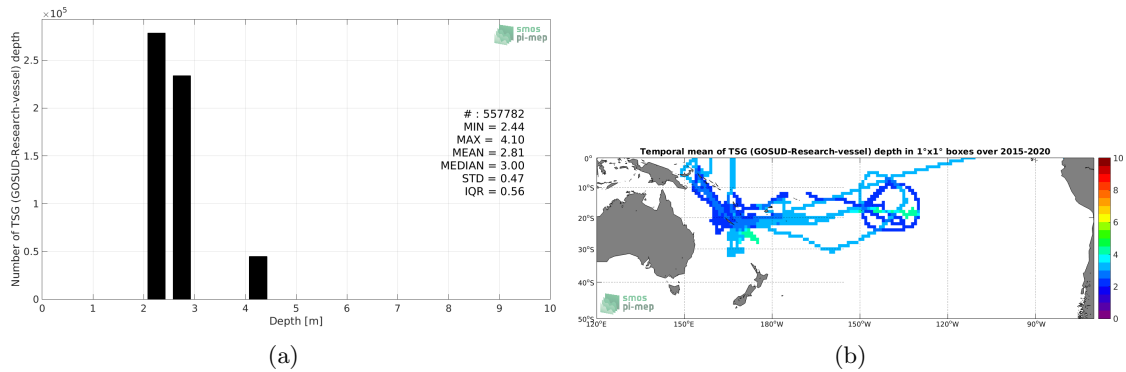 ×10⁵
smos
pi-mep
Number of TSG (GOSUD-Research-vessel) depth
2.5
2
1.5
1
0.5
0
# : 557782
MIN = 2.44
MAX = 4.10
MEAN = 2.81
MEDIAN = 3.00
STD = 0.47
IQR = 0.56
0 1 2 3 4 5 6 7 8 9 10
Depth [m]
(a)
Temporal mean of TSG (GOSUD-Research-vessel) depth in 1°x1° boxes over 2015-2020
0°
10°S
20°S
30°S
40°S
50°S
smos
pi-mep
120°E 150°E 180°W 150°W 120°W 90°W
10
8
6
4
2
0
(b)